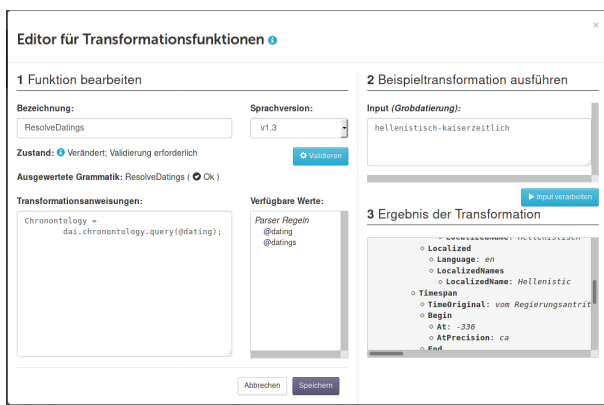 ×
Editor für Transformationsfunktionen
1 Funktion bearbeiten
Bezeichnung:
Sprachversion:
ResolveDatings
v1.3
Zustand: Verändert; Validierung erforderlich
Validieren
Ausgewertete Grammatik: ResolveDatings ( Ok )
Transformationsanweisungen:
Verfügbare Werte:
Chronontology =
dai.chronontology.query(@dating);
Parser Regeln
@dating
@datings
Abbrechen
Speichern
2 Beispieltransformation ausführen
Input (Grobdatierung):
hellenistisch-kaiserzeitlich
Input verarbeiten
3 Ergebnis der Transformation
LocalizedName: Hellenistisch
Localized
Language: en
LocalizedNames
LocalizedName: Hellenistic
Timespan
TimeOriginal: vom Regierungsantrit
Begin
At: -336
AtPrecision: ca
End